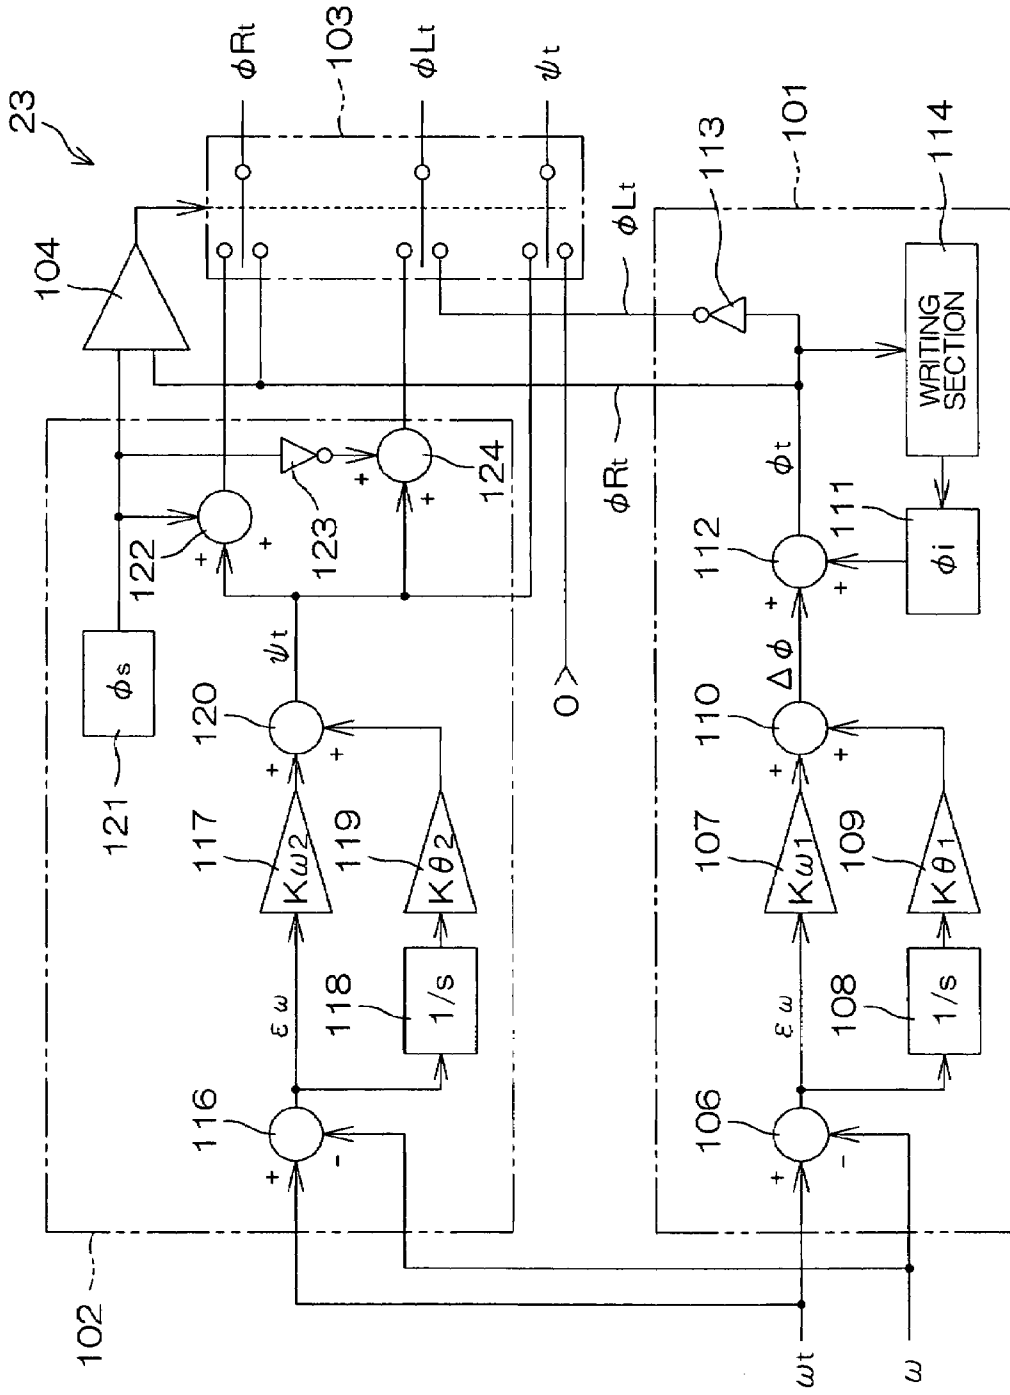 23
104
φRt
φLt
ψt
103
102
121
φs
122
+
+
123
+
+
124
ψt
120
+
+
117
Kω2
119
Kθ2
εω
118
1/s
116
+
-
0
φRt
φLt
113
101
114
WRITING
SECTION
111
φi
φt
112
+
+
Δφ
110
+
+
107
Kω1
109
Kθ1
εω
108
1/s
106
+
-
ωt
ω